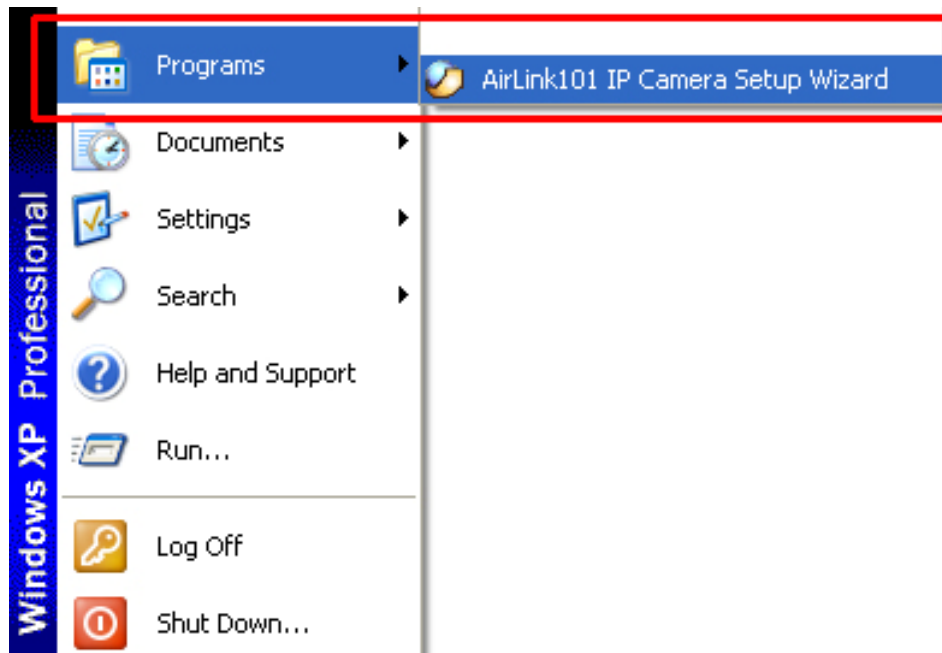 Programs
AirLink101 IP Camera Setup Wizard
Documents
Settings
Search
Help and Support
Run...
Log Off
Shut Down...
Windows XP Professional